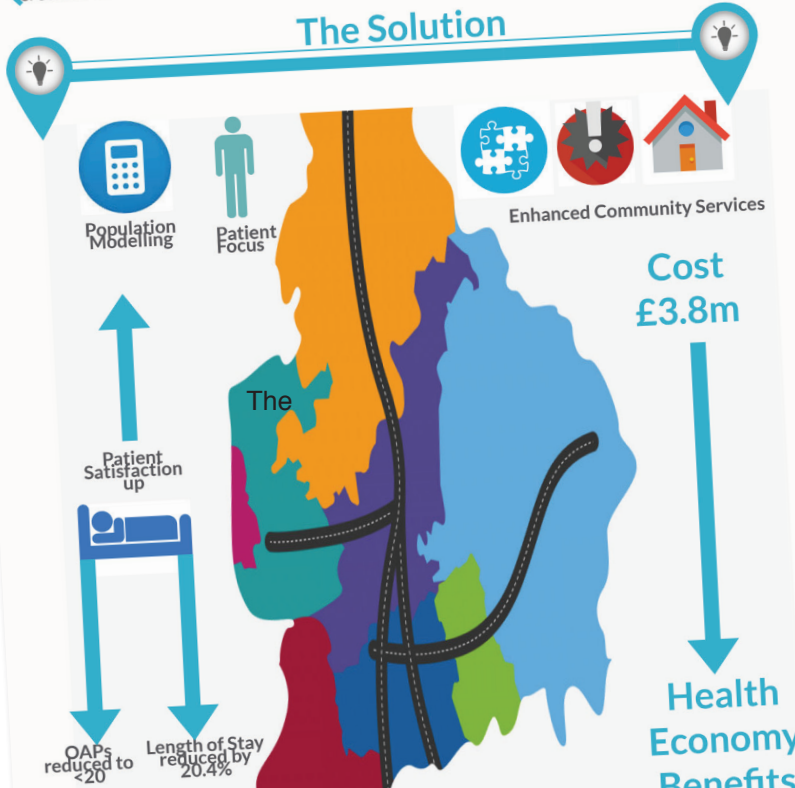 The Solution
Population
Modelling
Patient
Focus
Enhanced Community Services
Cost
£3.8m
The
Patient
Satisfaction
up
OAPs
reduced to
<20
Length of Stay
reduced by
20.4%
Health
Economy
Benefits